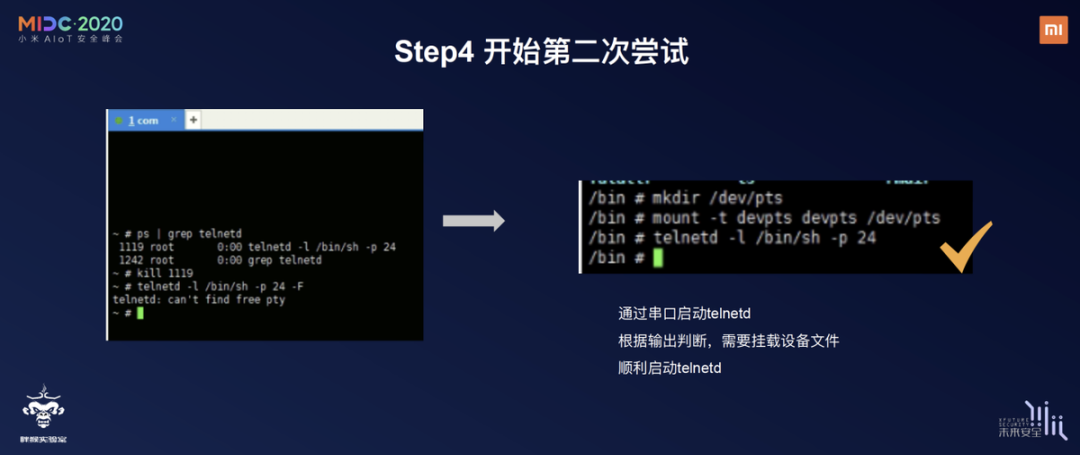 MIDC·2020
小米 AIoT 安全峰会
Step4 开始第二次尝试
1 com × +
~ # ps | grep telnetd
1119 root 0:00 telnetd -l /bin/sh -p 24
1242 root 0:00 grep telnetd
~ # kill 1119
~ # telnetd -l /bin/sh -p 24 -F
telnetd: can't find free pty
~ #
/bin # mkdir /dev/pts
/bin # mount -t devpts devpts /dev/pts
/bin # telnetd -l /bin/sh -p 24
/bin #
通过串口启动telnetd
根据输出判断，需要挂载设备文件
顺利启动telnetd
胖猴实验室
XFUTURE
SECURITY
未来安全